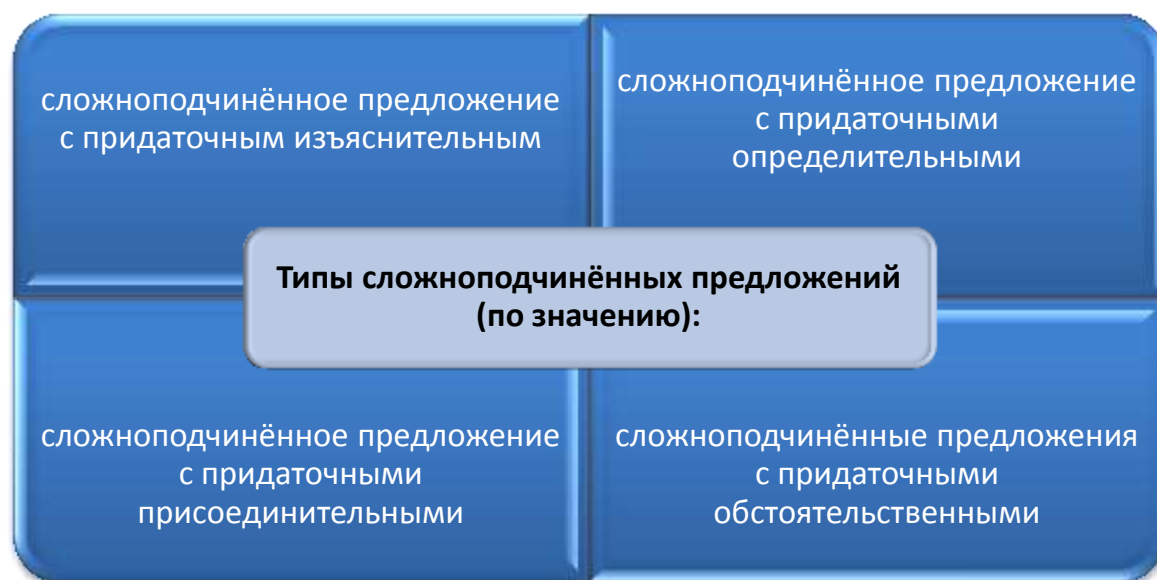 сложноподчинённое предложение
с придаточным изъяснительным
сложноподчинённое предложение
с придаточными
определительными
Типы сложноподчинённых предложений
(по значению):
сложноподчинённое предложение
с придаточными
присоединительными
сложноподчинённые предложения
с придаточными
обстоятельственными